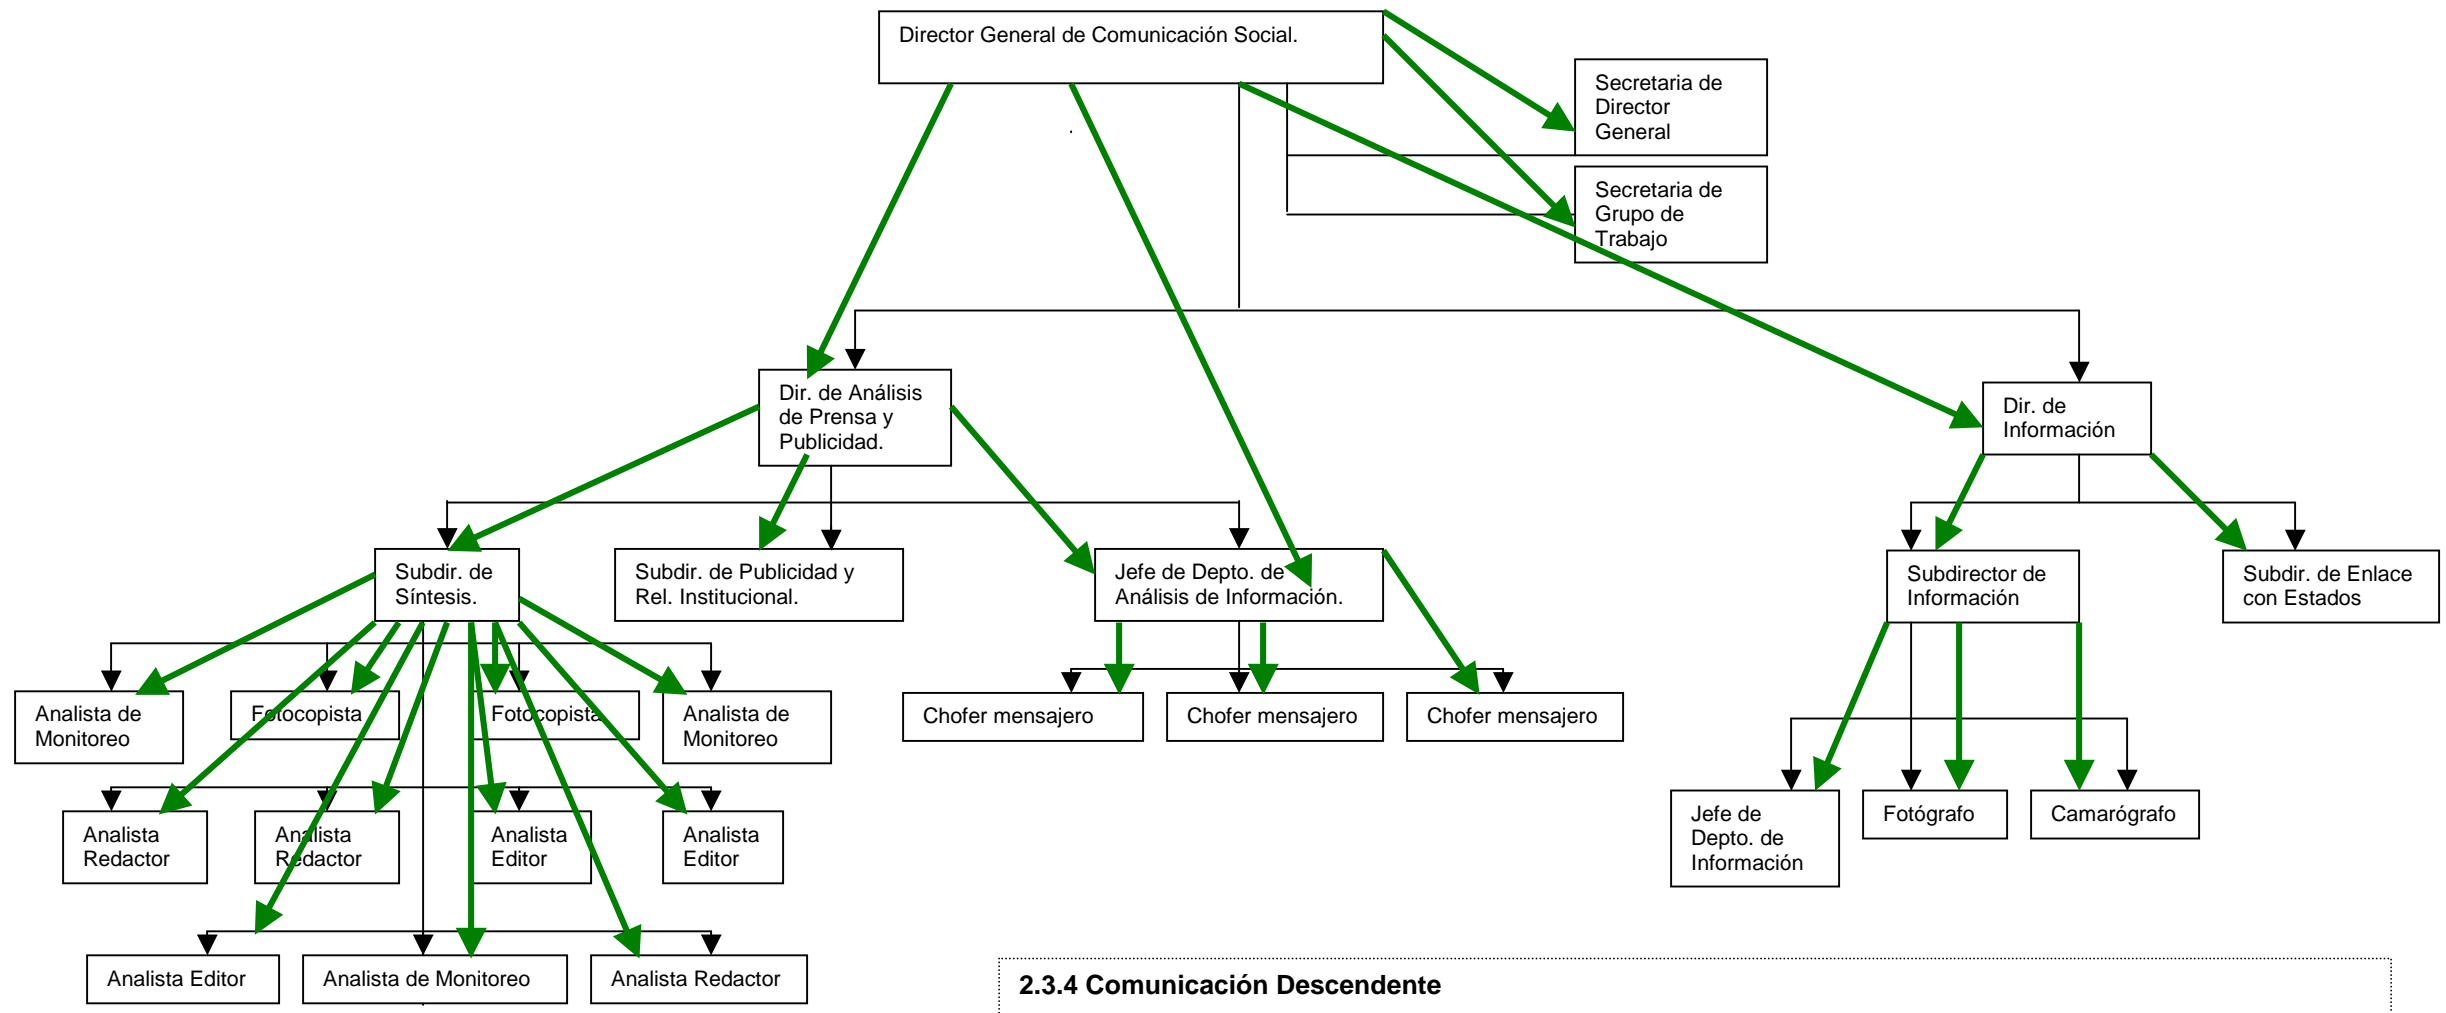 Director General de Comunicación Social.
Secretaria de
Director
General
Secretaria de
Grupo de
Trabajo
Dir. de Análisis
de Prensa y
Publicidad.
Dir. de
Información
Subdir. de
Síntesis.
Subdir. de Publicidad y
Rel. Institucional.
Jefe de Depto. de
Análisis de Información.
Subdirector de
Información
Subdir. de Enlace
con Estados
Analista de
Monitoreo
Fotocopista
Fotocopista
Analista de
Monitoreo
Chofer mensajero
Chofer mensajero
Chofer mensajero
Analista
Redactor
Analista
Redactor
Analista
Editor
Analista
Editor
Jefe de
Depto. de
Información
Fotógrafo
Camarógrafo
Analista Editor
Analista de Monitoreo
Analista Redactor
2.3.4 Comunicación Descendente